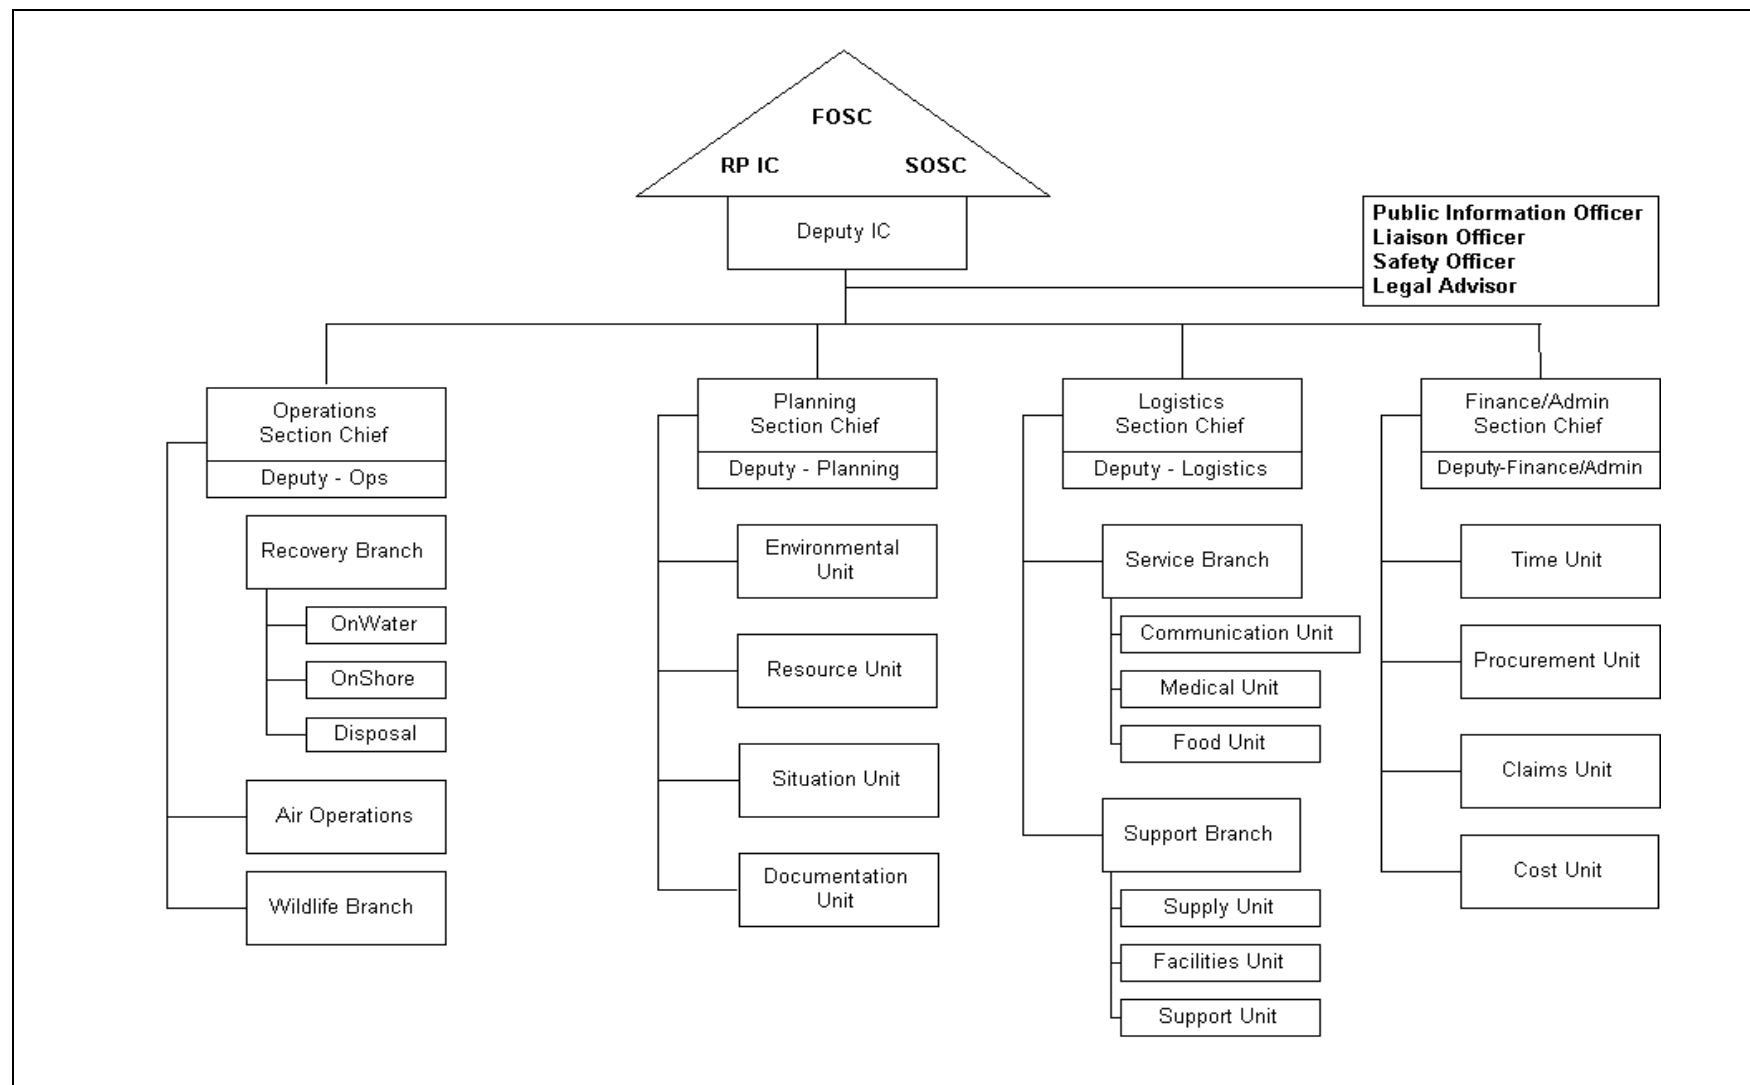 FOSC
RP IC SOSC
Deputy IC
Public Information Officer
Liaison Officer
Safety Officer
Legal Advisor
Operations
Section Chief
Deputy - Ops
Recovery Branch
OnWater
OnShore
Disposal
Air Operations
Wildlife Branch
Planning
Section Chief
Deputy - Planning
Environmental
Unit
Resource Unit
Situation Unit
Documentation
Unit
Logistics
Section Chief
Deputy - Logistics
Service Branch
Communication Unit
Medical Unit
Food Unit
Support Branch
Supply Unit
Facilities Unit
Support Unit
Finance/Admin
Section Chief
Deputy-Finance/Admin
Time Unit
Procurement Unit
Claims Unit
Cost Unit